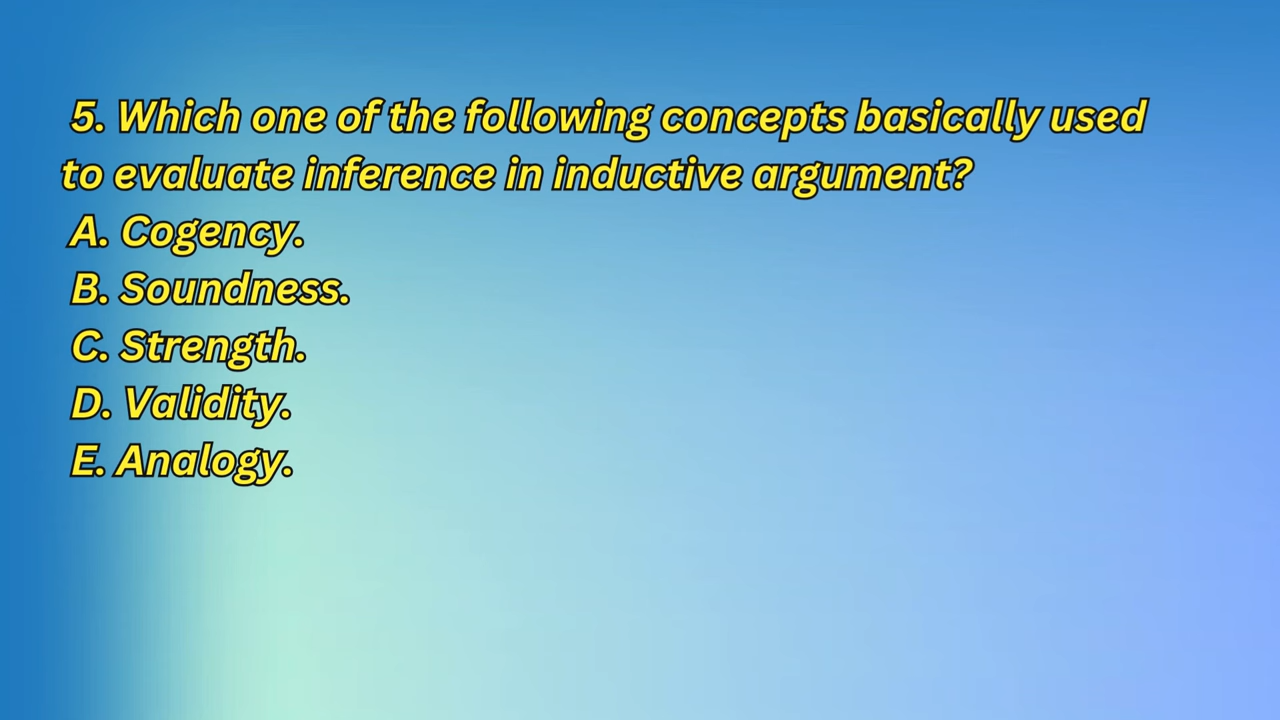 5. Which one of the following concepts basically used
to evaluate inference in inductive argument?
A. Cogency.
B. Soundness.
C. Strength.
D. Validity.
E. Analogy.